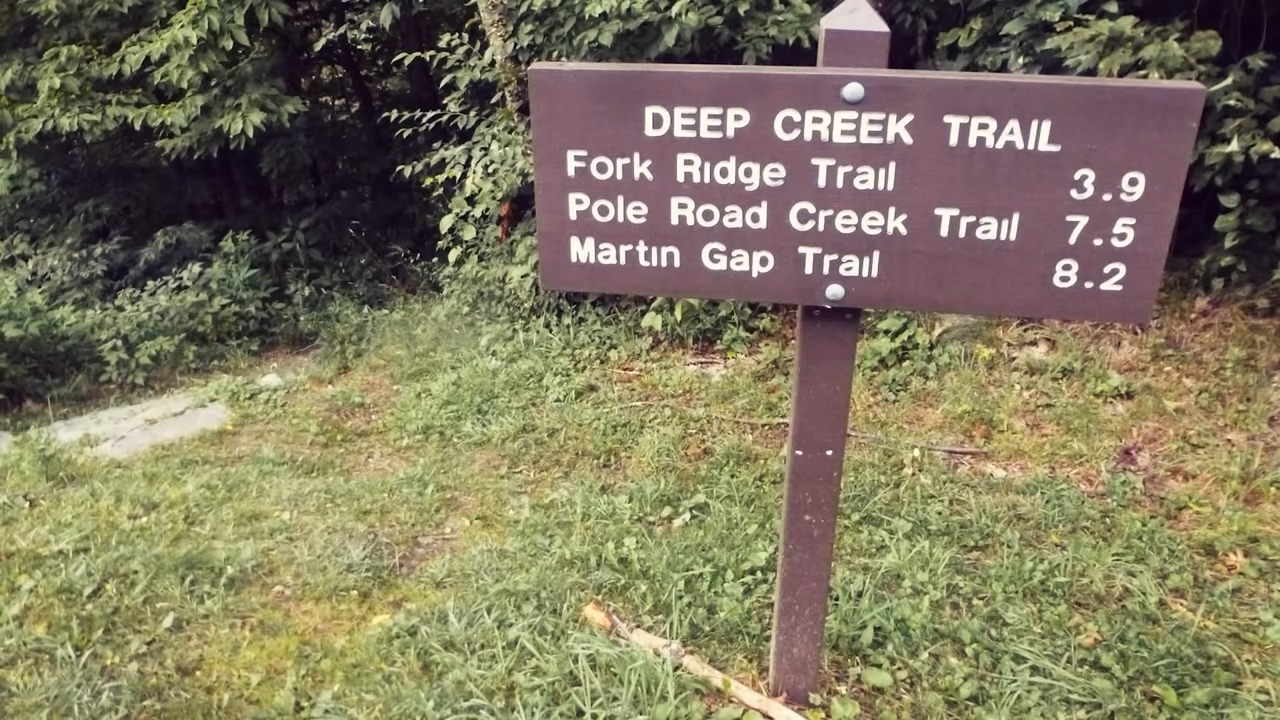 DEEP CREEK TRAIL
Fork Ridge Trail 3.9
Pole Road Creek Trail 7.5
Martin Gap Trail 8.2